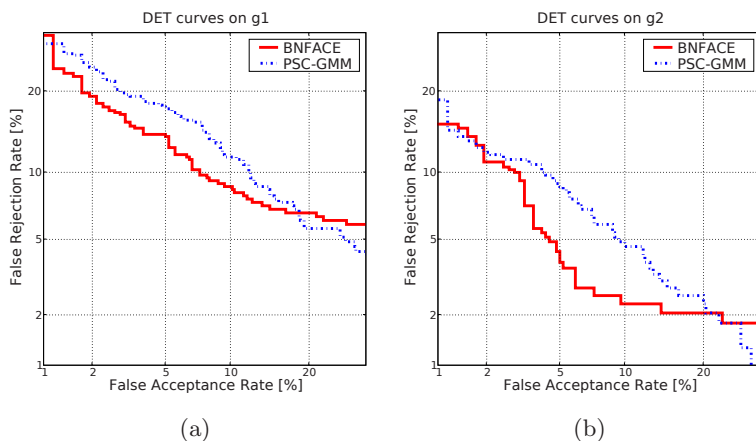 DET curves on g1
BNFACE
PSC-GMM
20
10
5
2
1
False Rejection Rate [%]
1 2 5 10 20
False Acceptance Rate [%]
(a)
DET curves on g2
BNFACE
PSC-GMM
20
10
5
2
1
False Rejection Rate [%]
1 2 5 10 20
False Acceptance Rate [%]
(b)